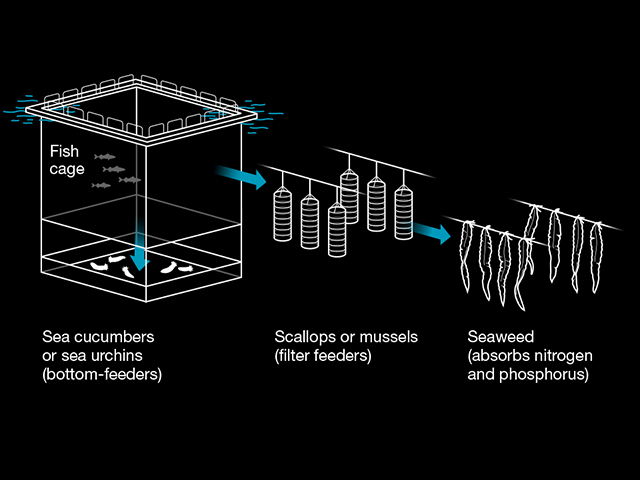 Fish
cage
Sea cucumbers
or sea urchins
(bottom-feeders)
Scallops or mussels
(filter feeders)
Seaweed
(absorbs nitrogen
and phosphorus)